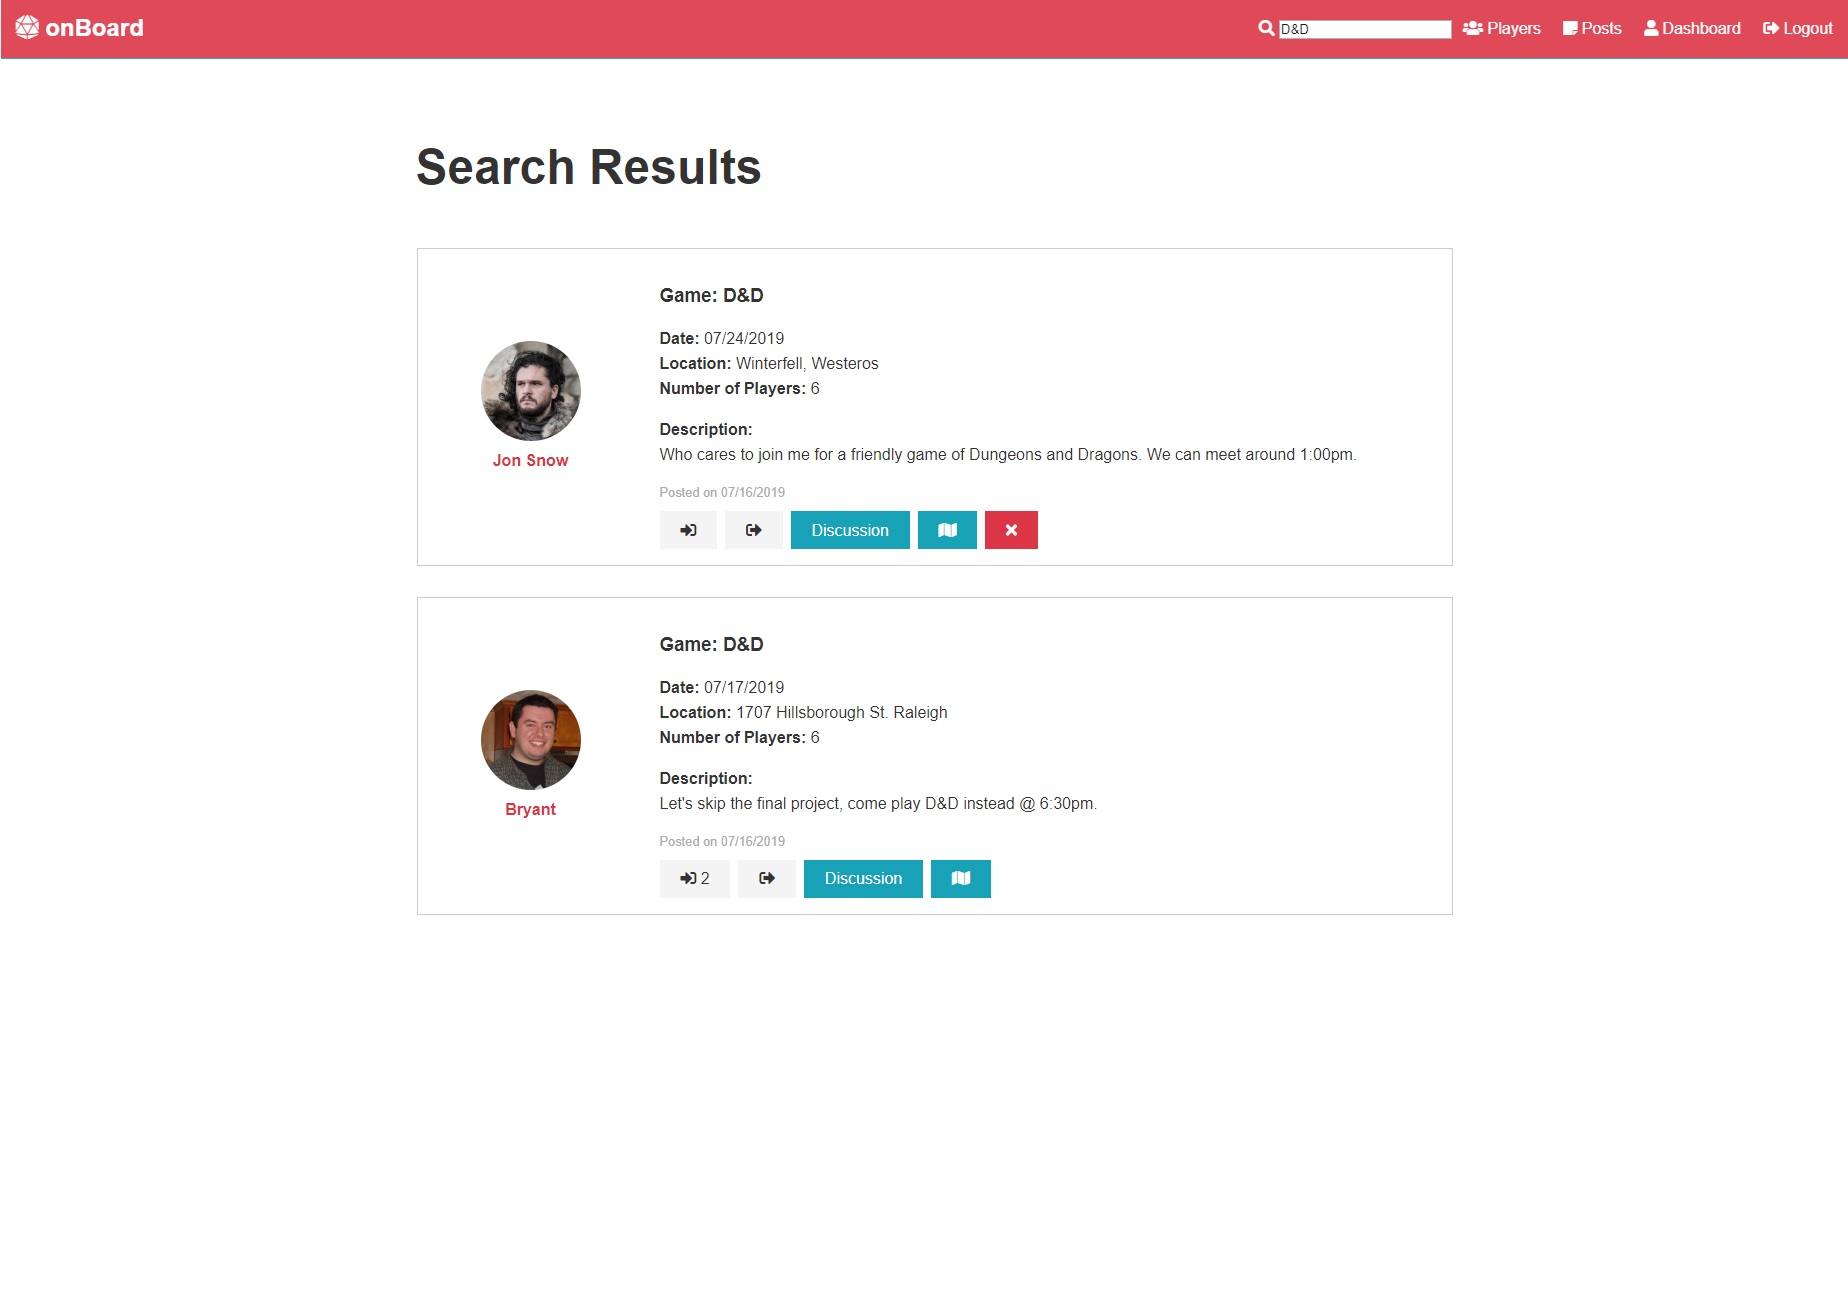 onBoard
D&D
Players
Posts
Dashboard
Logout
Search Results
Game: D&D
Date: 07/24/2019
Location: Winterfell, Westeros
Number of Players: 6
Description:
Who cares to join me for a friendly game of Dungeons and Dragons. We can meet around 1:00pm.
Jon Snow
Posted on 07/16/2019
Discussion
Game: D&D
Date: 07/17/2019
Location: 1707 Hillsborough St. Raleigh
Number of Players: 6
Description:
Let's skip the final project, come play D&D instead @ 6:30pm.
Bryant
Posted on 07/16/2019
2
Discussion